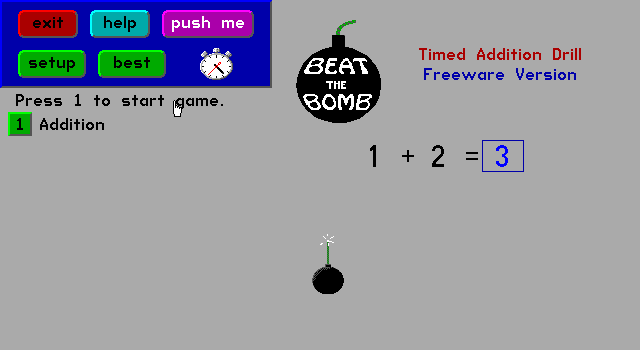 exit help push me
setup best
Press 1 to start game.
1 Addition
BEAT
THE
BOMB
Timed Addition Drill
Freeware Version
1 + 2 = 3